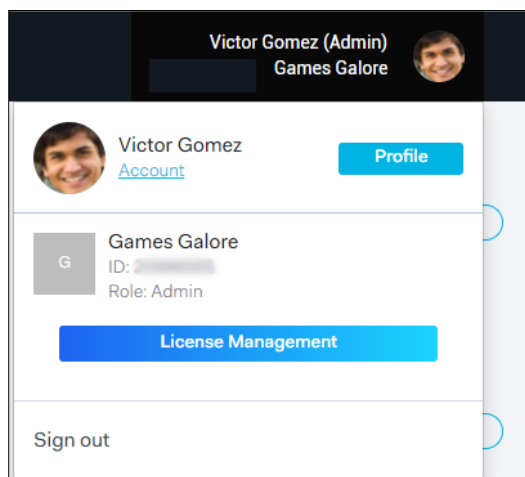 Victor Gomez (Admin)
Games Galore
Victor Gomez
Account
Profile
G
Games Galore
ID:
Role: Admin
License Management
Sign out